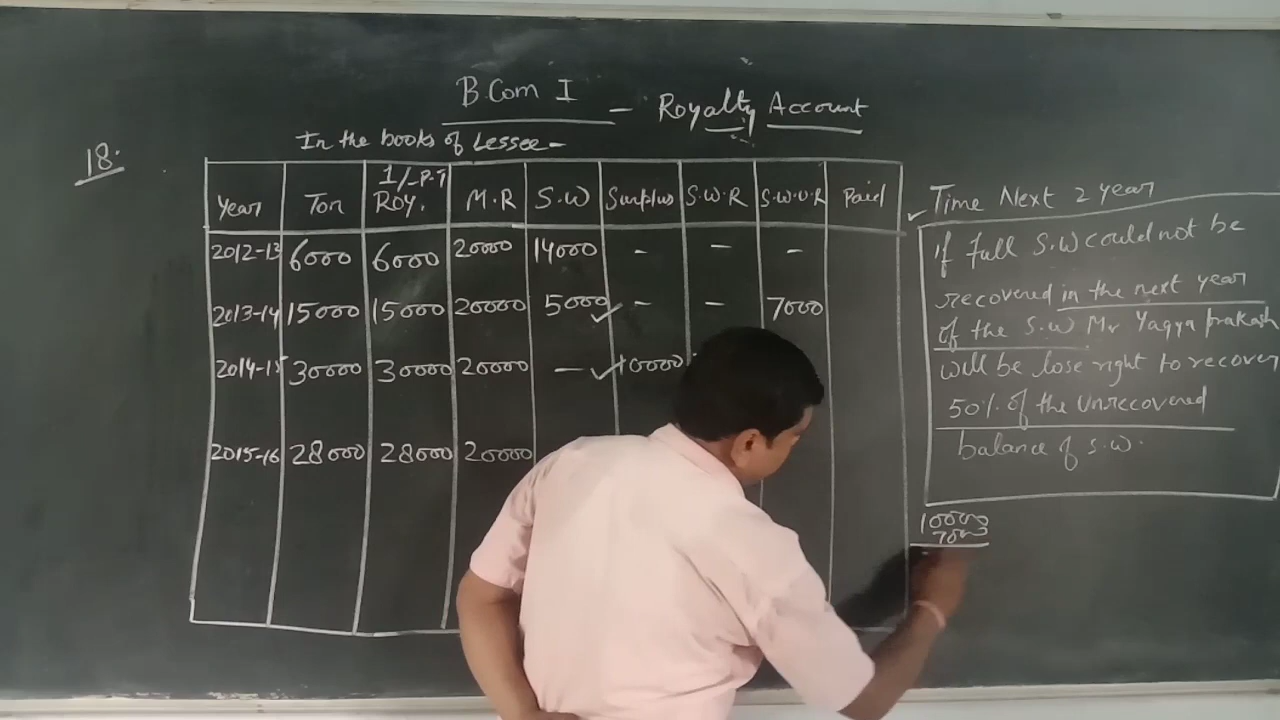 B.Com I - Royalty Account
18.
In the books of Lessee-
Year Ton 1/- P.T Roy. M.R S.W Surplus S.W.R S.W.U.R Paid
2012-13 6000 6000 20000 14000 - - -
2013-14 15000 15000 20000 5000 - - 7000
2014-15 30000 30000 20000 - 10000
2015-16 28000 28000 20000
Time Next 2 year
If full S.W could not be
recovered in the next year
of the S.W Mr Yagya prakash
will be lose right to recover
50% of the Unrecovered
balance of S.W.
10000
7000